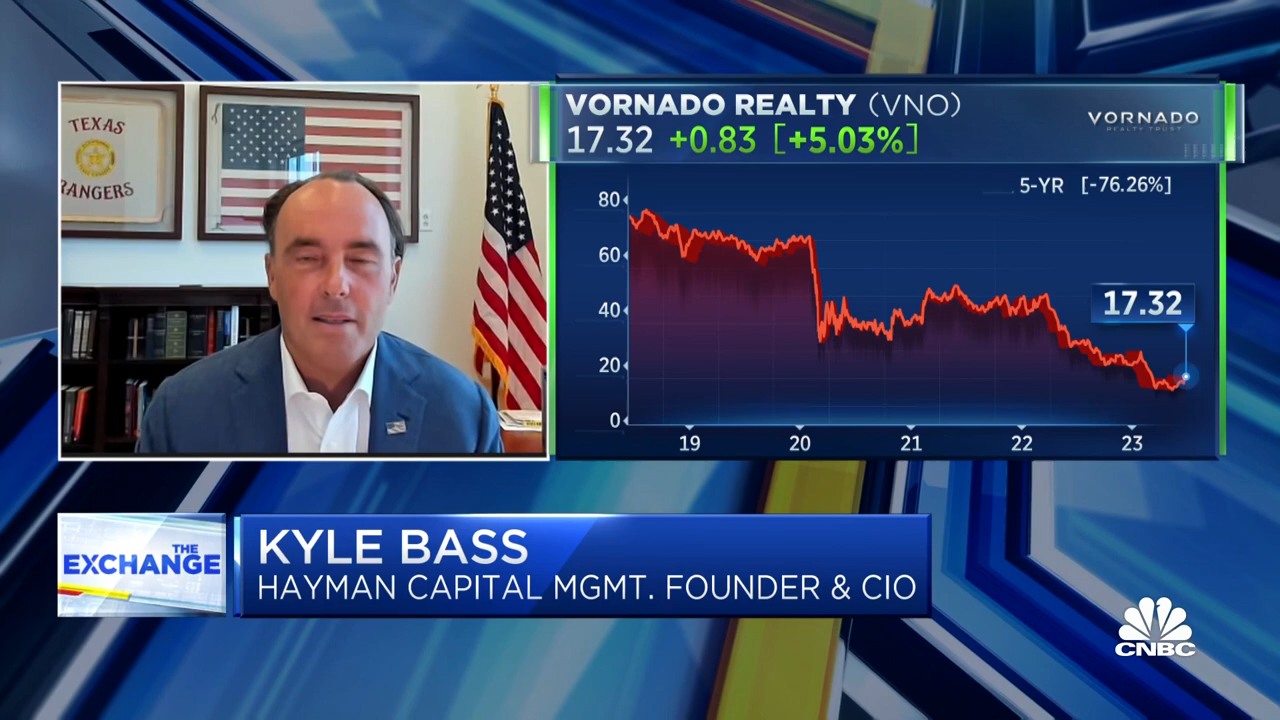 TEXAS
RANGERS
VORNADO REALTY (VNO)
17.32 +0.83 [+5.03%]
VORNADO
REALTY TRUST
5-YR [-76.26%]
80
60
40
20
0
17.32
19 20 21 22 23
THE
EXCHANGE
KYLE BASS
HAYMAN CAPITAL MGMT. FOUNDER & CIO
CNBC